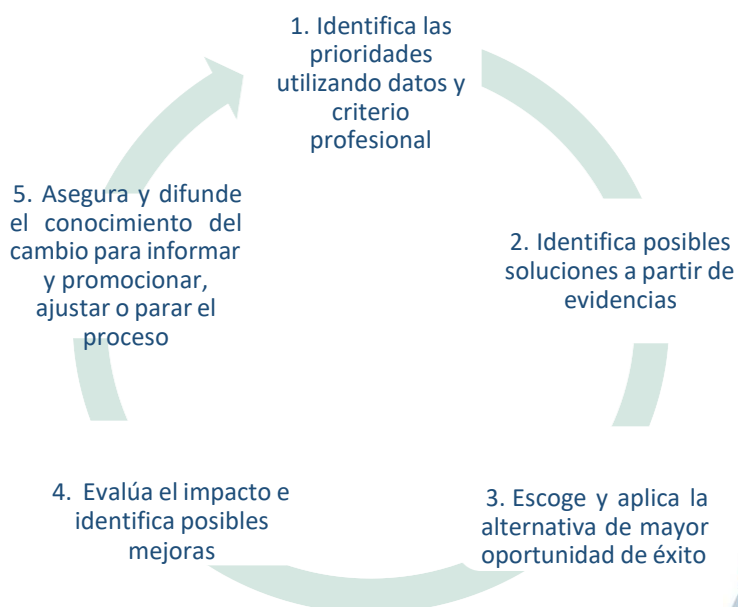 1. Identifica las
prioridades
utilizando datos y
criterio
profesional
2. Identifica posibles
soluciones a partir de
evidencias
3. Escoge y aplica la
alternativa de mayor
oportunidad de éxito
4. Evalúa el impacto e
identifica posibles
mejoras
5. Asegura y difunde
el conocimiento del
cambio para informar
y promocionar,
ajustar o parar el
proceso